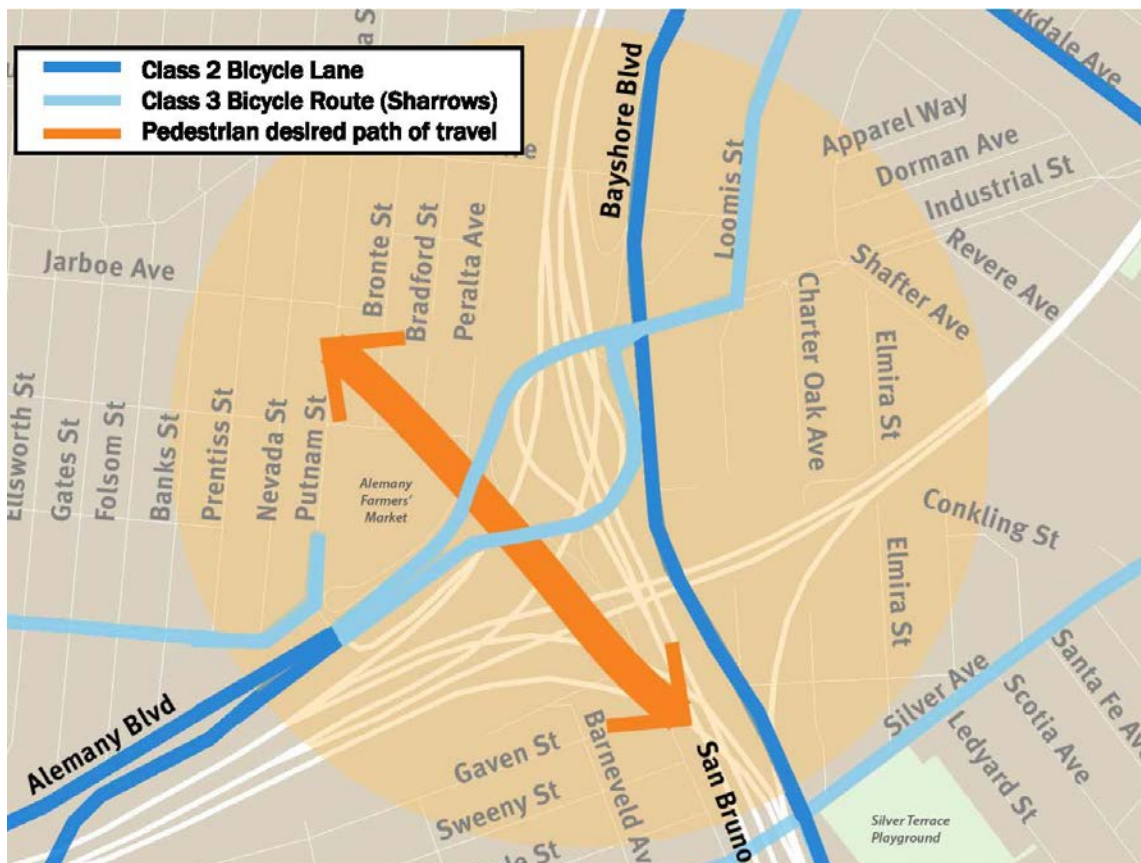 Class 2 Bicycle Lane
Class 3 Bicycle Route (Sharrows)
Pedestrian desired path of travel
Bayshore Blvd
Loomis St
Apparel Way
Dorman Ave
Industrial St
Revere Ave
Shafter Ave
Charter Oak Ave
Elmira St
Jarboe Ave
Bronte St
Bradford St
Peralta Ave
Ellsworth St
Gates St
Folsom St
Banks St
Prentiss St
Nevada St
Putnam St
Alemany
Farmers'
Market
Conkling St
Elmira St
Silver Ave
Santa Fe Av
Scotia Ave
Ledyard St
Alemany Blvd
Gaven St
Sweeny St
Barneveld Av
San Bruno
Silver Terrace
Playground